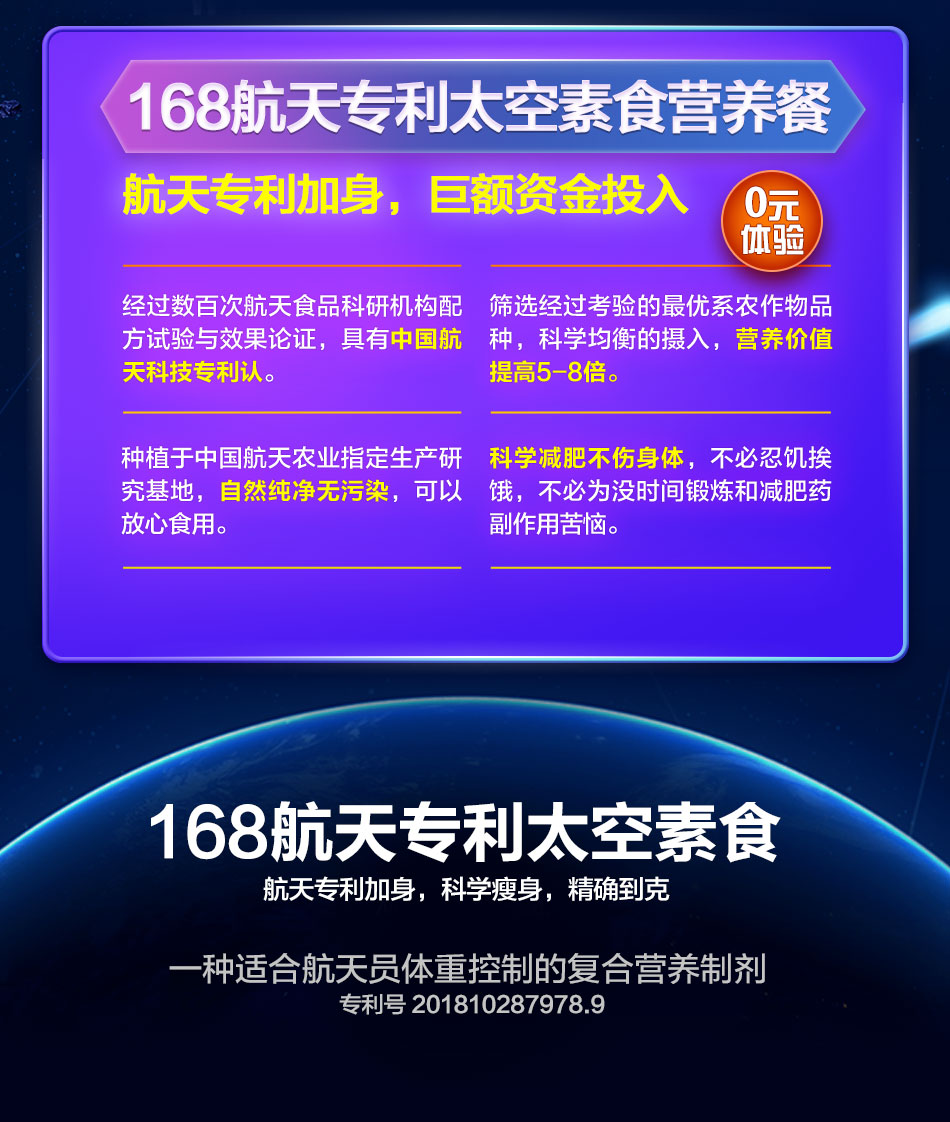 168航天专利太空素食营养餐
航天专利加身，巨额资金投入
0元
体验
经过数百次航天食品科研机构配
方试验与效果论证，具有中国航
天科技专利认。
筛选经过考验的最优系农作物品
种，科学均衡的摄入，营养价值
提高5-8倍。
种植于中国航天农业指定生产研
究基地，自然纯净无污染，可以
放心食用。
科学减肥不伤身体，不必忍饥挨
饿，不必为没时间锻炼和减肥药
副作用苦恼。
168航天专利太空素食
航天专利加身，科学瘦身，精确到克
一种适合航天员体重控制的复合营养制剂
专利号 201810287978.9